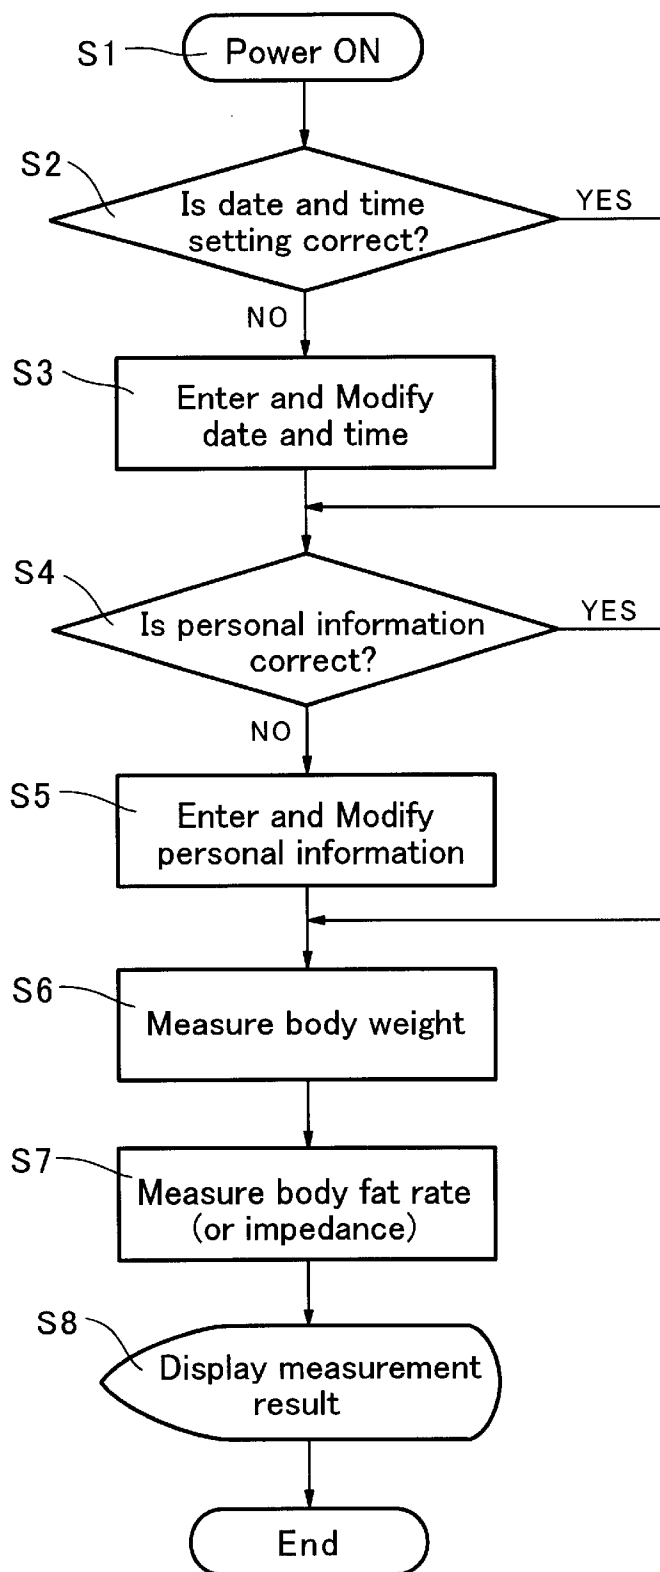 S1
Power ON
S2
Is date and time
setting correct?
YES
NO
S3
Enter and Modify
date and time
S4
Is personal information
correct?
YES
NO
S5
Enter and Modify
personal information
S6
Measure body weight
S7
Measure body fat rate
(or impedance)
S8
Display measurement
result
End